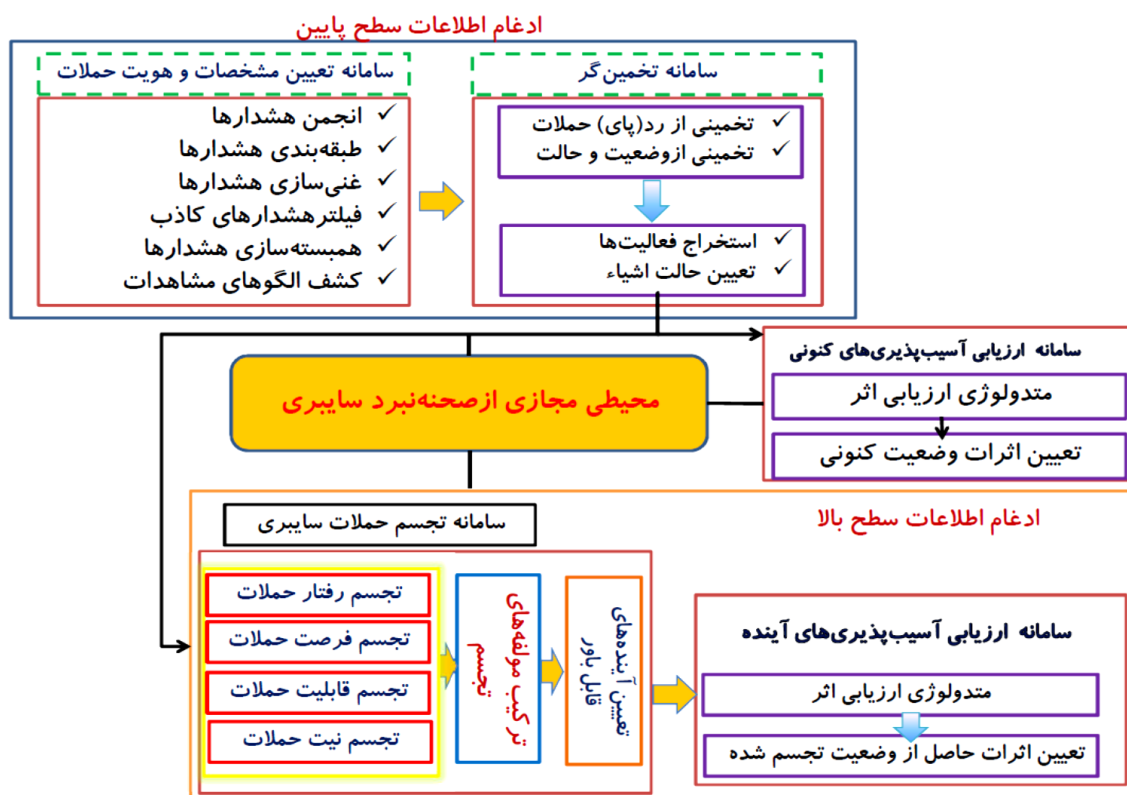 ادغام اطلاعات سطح پایین
سامانه تخمین‌گر
تخمینی از رد(پای) حملات
تخمینی ازوضعیت و حالت
استخراج فعالیت‌ها
تعیین حالت اشیاء
سامانه تعیین مشخصات و هویت حملات
انجمن هشدارها
طبقه‌بندی هشدارها
غنی‌سازی هشدارها
فیلترهشدارهای کاذب
همبسته‌سازی هشدارها
کشف الگوهای مشاهدات
سامانه ارزیابی آسیب‌پذیری‌های کنونی
متدولوژی ارزیابی اثر
تعیین اثرات وضعیت کنونی
محیطی مجازی ازصحنه‌نبرد سایبری
ادغام اطلاعات سطح بالا
سامانه تجسم حملات سایبری
تجسم رفتار حملات
تجسم فرصت حملات
تجسم قابلیت حملات
تجسم نیت حملات
ترکیب مولفه‌های
تجسم
تعیین آینده‌های
قابل باور
سامانه ارزیابی آسیب‌پذیری‌های آینده
متدولوژی ارزیابی اثر
تعیین اثرات حاصل از وضعیت تجسم شده